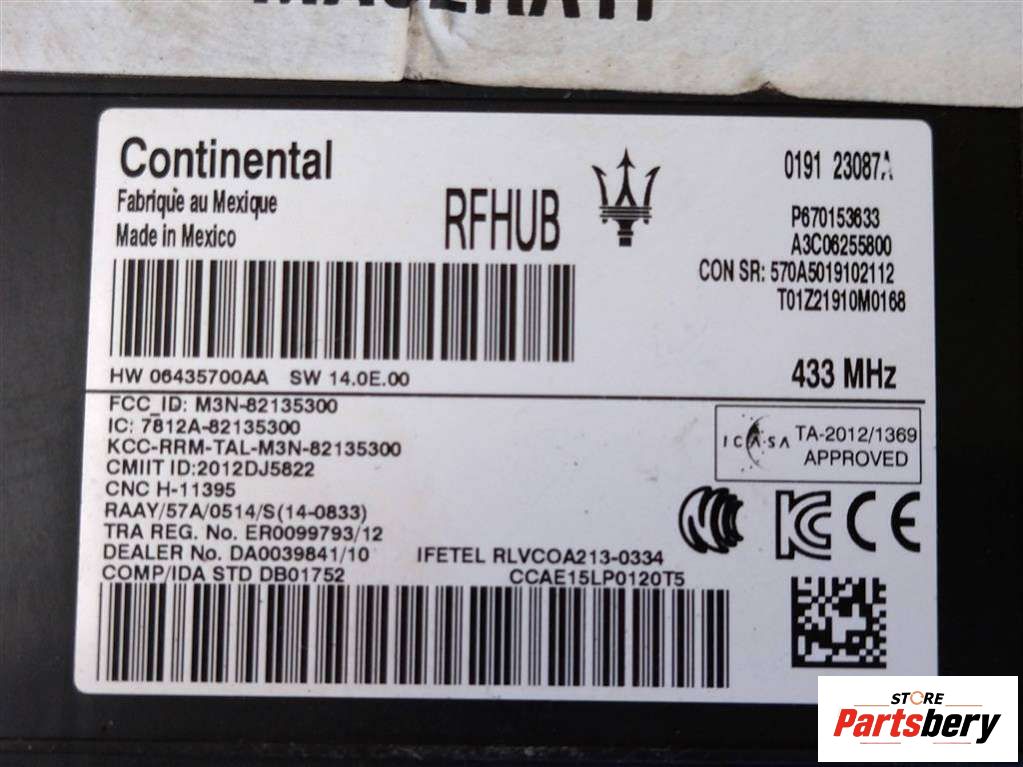 MASERATI
Continental
Fabriqué au Mexique
Made in Mexico
RFHUB
0191 23087A
P670153633
A3C06255800
CON SR: 570A5019102112
T01Z21910M0168
HW 06435700AA SW 14.0E.00
433 MHz
FCC_ID: M3N-82135300
IC: 7812A-82135300
KCC-RRM-TAL-M3N-82135300
CMIIT ID:2012DJ5822
CNC H-11395
RAAY/57A/0514/S(14-0833)
TRA REG. No. ER0099793/12
DEALER No. DA0039841/10
COMP/IDA STD DB01752
IFETEL RLVCOA213-0334
CCAE15LP0120T5
ICASA TA-2012/1369
APPROVED
CE
STORE
Partsbery